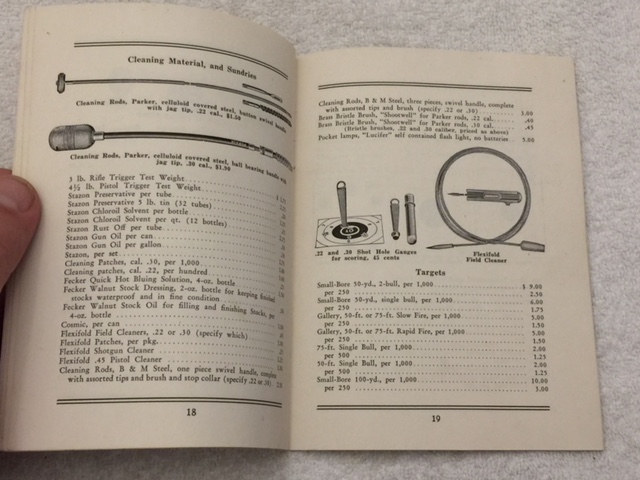 Cleaning Material, and Sundries
Cleaning Rods, Parker, celluloid covered steel, button swivel handle
with jag tip, .22 cal., $1.50
Cleaning Rods, Parker, celluloid covered steel, ball bearing handle with
jag tip, .30 cal., $1.90
3 lb. Rifle Trigger Test Weight
4½ lb. Pistol Trigger Test Weight
Stazon Preservative per tube
Stazon Preservative 3 lb. tin (32 tubes)
Stazon Chloroil Solvent per bottle
Stazon Chloroil Solvent per qt. (12 bottles)
Stazon Rust Off per tube
Stazon Gun Oil per can
Stazon Gun Oil per gallon
Stazon, per set
Cleaning Patches, cal. .30, per 1,000
Cleaning patches, cal. .22, per hundred
Fecker Quick Hot Bluing Solution, 4-oz. bottle
Fecker Walnut Stock Dressing, 2-oz. bottle for keeping finished
stocks waterproof and in fine condition
Fecker Walnut Stock Oil for filling and finishing stocks, per
4-oz. bottle
Cosmic, per can
Flexifold Field Cleaners, .22 or .30 (specify which)
Flexifold Patches, per pkg.
Flexifold Shotgun Cleaner
Flexifold .45 Pistol Cleaner
Cleaning Rods, B & M Steel, one piece swivel handle, complete
with assorted tips and brush and stop collar (specify .22 or .30)
18
Cleaning Rods, B & M Steel, three pieces, swivel handle, complete
with assorted tips and brush (specify .22 or .30) 3.00
Brass Bristle Brush, "Shountwell" for Parker rods, .22 cal. .40
Brass Bristle Brush, "Shountwell" for Parker rods, .30 cal. .45
(Bristle brushes, .22 and .30 caliber, priced as above)
Pocket lamps, "Lucifer" self contained flash light, no batteries 5.00
.22 and .38 Shot Hole Gauges
for scoring, 45 cents
Flexifold
Field Cleaner
Targets
Small-Bore 50-yd., 2-bull, per 1,000 $ 9.00
per 250 2.50
Small-Bore 50-yd., single bull, per 1,000 6.00
per 250 1.75
Gallery, 50-ft. or 75-ft. Slow Fire, per 1,000 5.00
per 250 1.50
Gallery, 50-ft. or 75-ft. Rapid Fire, per 1,000 5.00
per 250 1.50
75-ft. Single Bull, per 1,000 2.00
per 500 1.25
50-ft. Single Bull, per 1,000 2.00
per 500 1.25
Small-Bore 100-yd., per 1,000 10.00
per 250 3.00
19